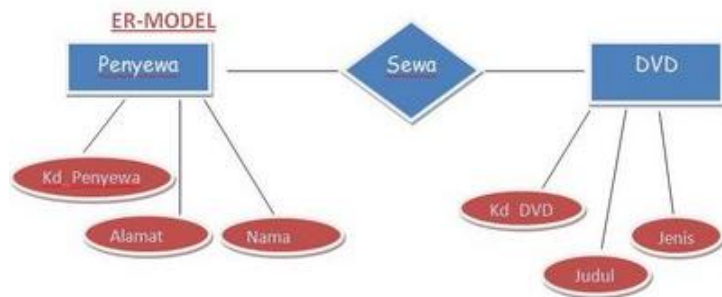 ER-MODEL
Penyewa
Sewa
DVD
Kd_Penyewa
Alamat
Nama
Kd_DVD
Judul
Jenis